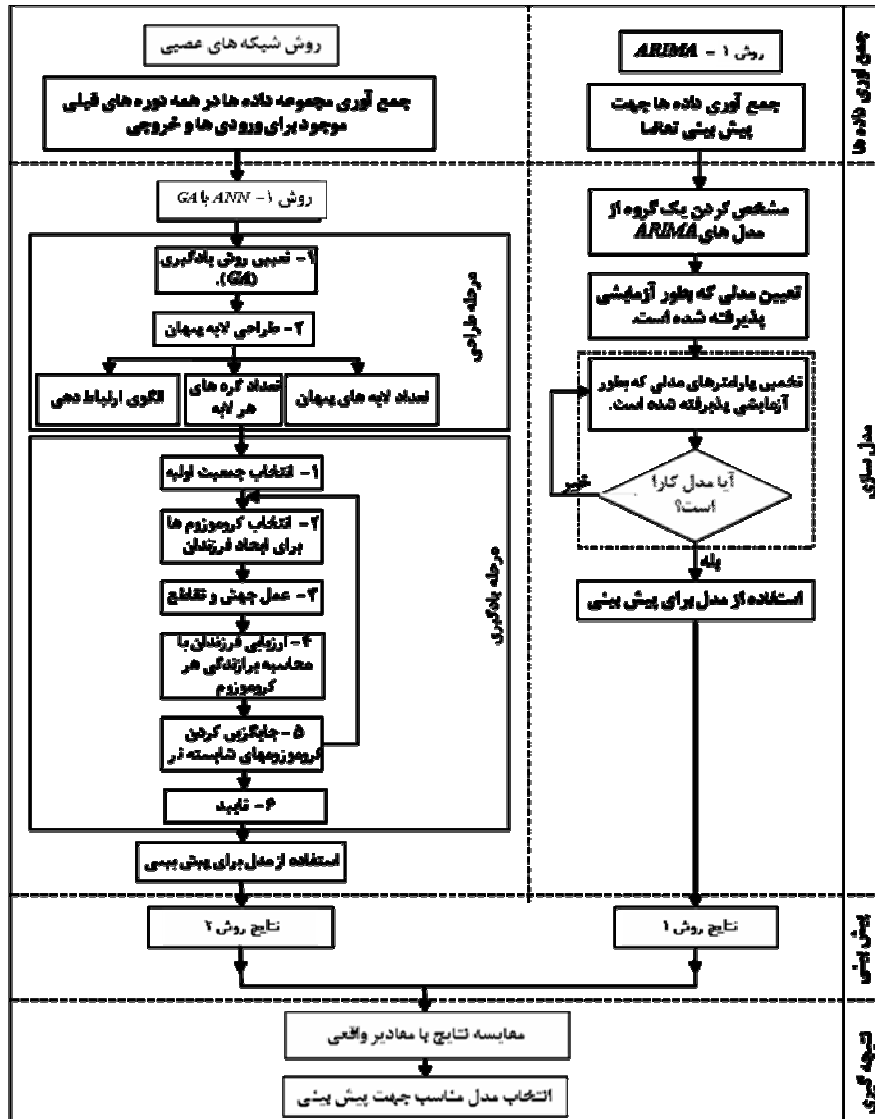 جمع آوری داده ها
روش ۱ - ARIMA
جمع آوری داده ها جهت
پیش بینی تقاضا
روش شبکه های عصبی
جمع آوری مجموعه داده ها در همه دوره های قبلی
موجود برای ورودی ها و خروجی
مدل سازی
مشخص کردن یک گروه از
مدل های ARIMA
تعیین مدلی که بطور آزمایشی
پذیرفته شده است.
تخمین پارامترهای مدلی که بطور
آزمایشی پذیرفته شده است.
آیا مدل کارا
است؟
خیر
بله
استفاده از مدل برای پیش بینی
روش ۱ - ANN با GA
مرحله طراحی
۱- تعیین روش یادگیری
(GA).
۲- طراحی لایه پنهان
تعداد لایه های پنهان
تعداد گره های
هر لایه
الگوی ارتباط دهی
مرحله یادگیری
۱- انتخاب جمعیت اولیه
۲- انتخاب کروموزوم ها
برای ایجاد فرزندان
۳- عمل جهش و تقاطع
۴- ارزیابی فرزندان با
محاسبه برازندگی هر
کروموزوم
۵- جایگزین کردن
کروموزومهای شایسته تر
۶- تایید
استفاده از مدل برای پیش بینی
پیش بینی
نتایج روش ۱
نتایج روش ۲
نتیجه گیری
مقایسه نتایج با مقادیر واقعی
انتخاب مدل مناسب جهت پیش بینی